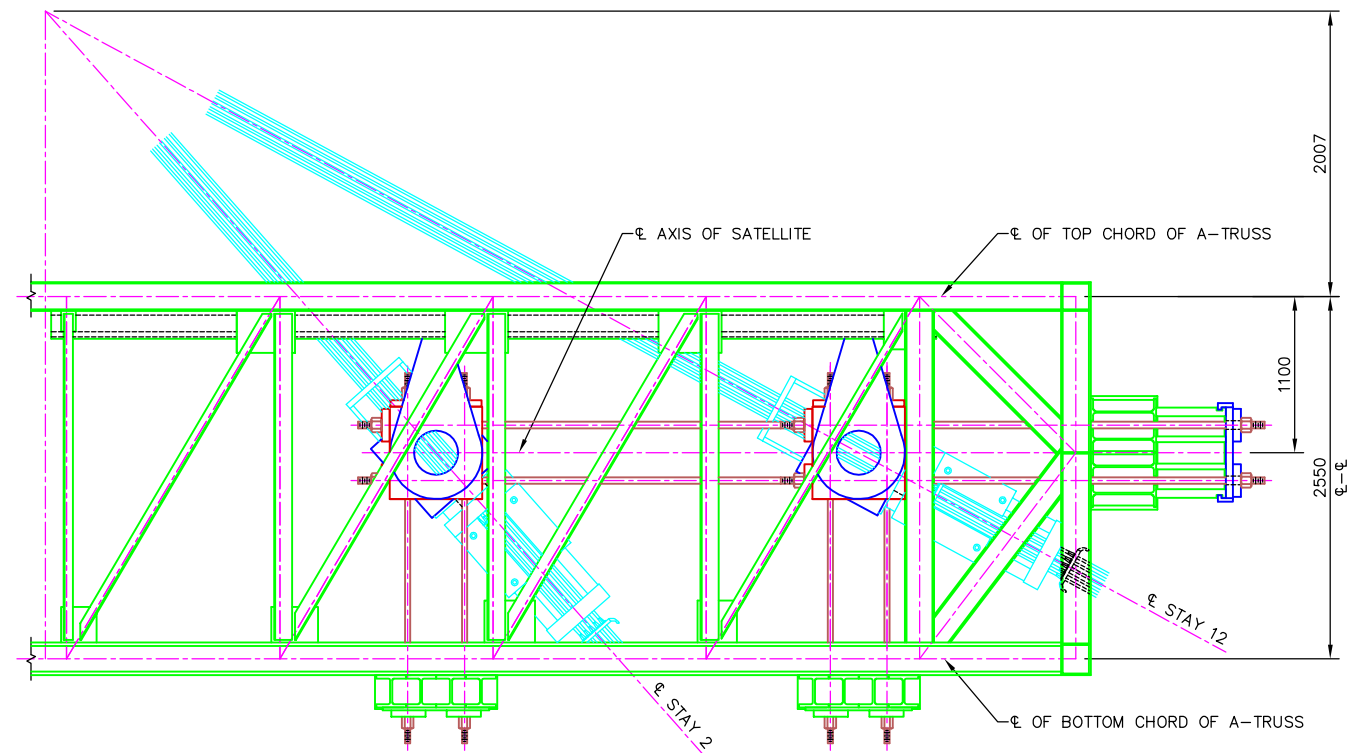 2007
℄ AXIS OF SATELLITE
℄ OF TOP CHORD OF A-TRUSS
1100
2550
℄-℄
℄ STAY 12
℄ STAY 2
℄ OF BOTTOM CHORD OF A-TRUSS